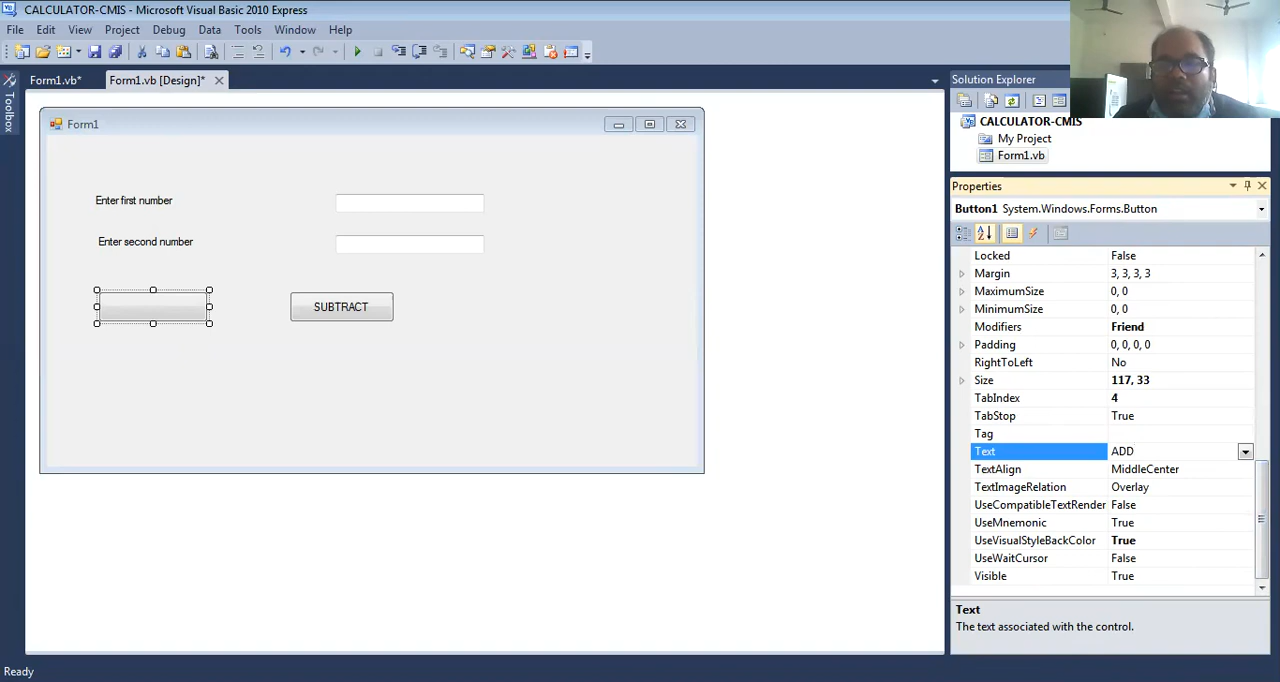 CALCULATOR-CMIS - Microsoft Visual Basic 2010 Express
File Edit View Project Debug Data Tools Window Help
Toolbox
Form1.vb* Form1.vb [Design]*
Form1
Enter first number
Enter second number
SUBTRACT
Solution Explorer
CALCULATOR-CMIS
My Project
Form1.vb
Properties
Button1 System.Windows.Forms.Button
Locked False
Margin 3, 3, 3, 3
MaximumSize 0, 0
MinimumSize 0, 0
Modifiers Friend
Padding 0, 0, 0, 0
RightToLeft No
Size 117, 33
TabIndex 4
TabStop True
Tag
Text ADD
TextAlign MiddleCenter
TextImageRelation Overlay
UseCompatibleTextRender False
UseMnemonic True
UseVisualStyleBackColor True
UseWaitCursor False
Visible True
Text
The text associated with the control.
Ready